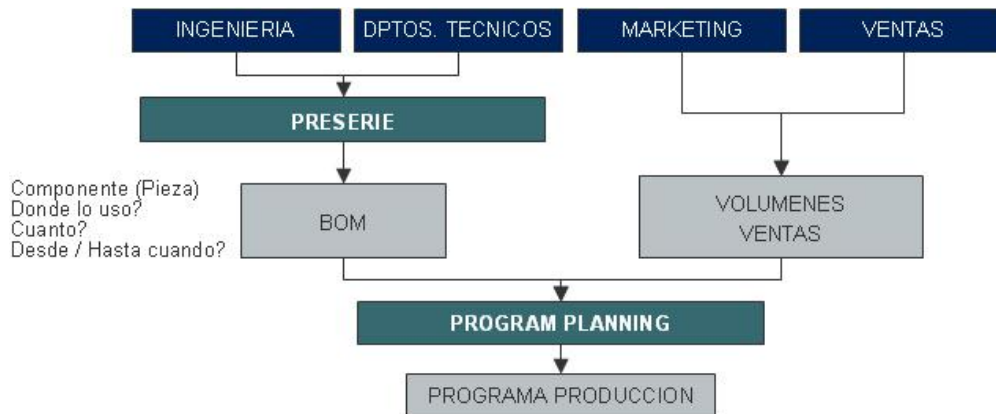 INGENIERIA
DPTOS. TECNICOS
MARKETING
VENTAS
PRESERIE
Componente (Pieza)
Donde lo uso?
Cuanto?
Desde / Hasta cuando?
BOM
VOLUMENES
VENTAS
PROGRAM PLANNING
PROGRAMA PRODUCCION